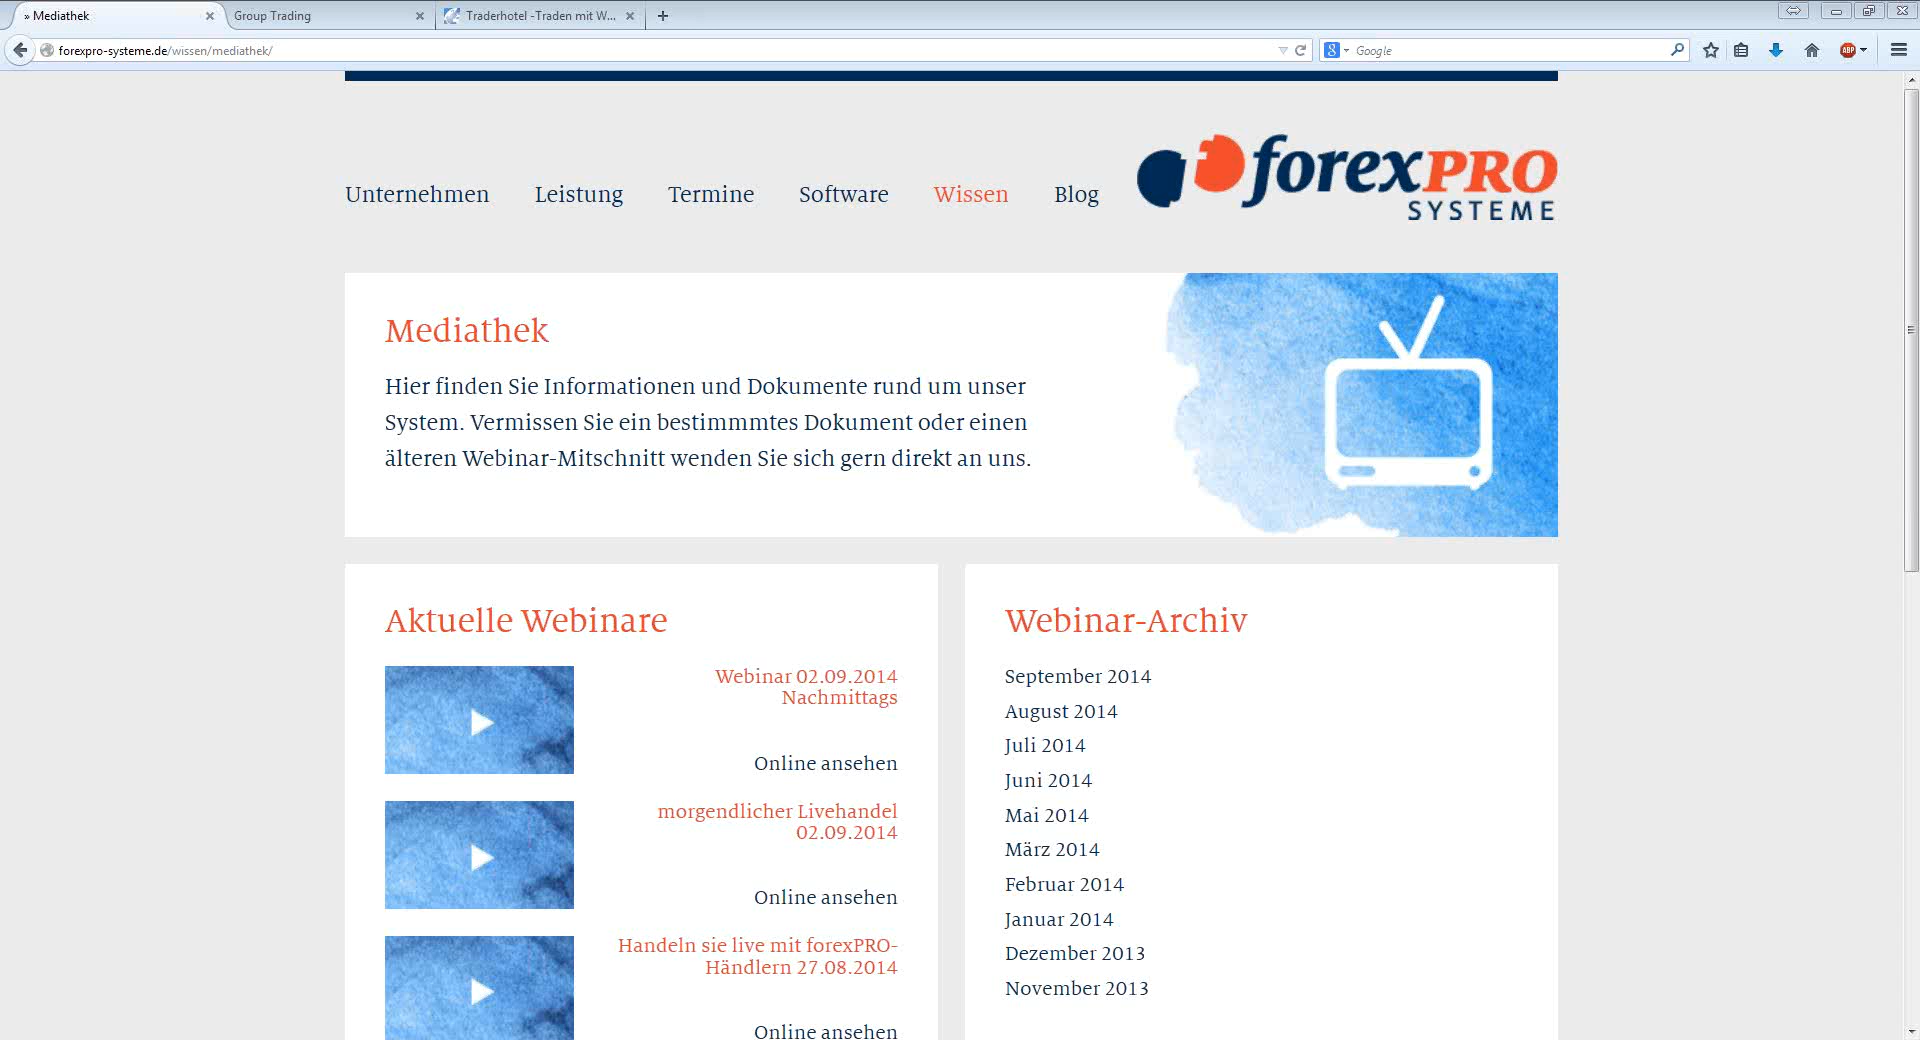 » Mediathek
Group Trading
Traderhotel -Traden mit W...
forexpro-systeme.de/wissen/mediathek/
Google
ABP
Unternehmen
Leistung
Termine
Software
Wissen
Blog
forexPRO
SYSTEME
Mediathek
Hier finden Sie Informationen und Dokumente rund um unser
System. Vermissen Sie ein bestimmmtes Dokument oder einen
älteren Webinar-Mitschnitt wenden Sie sich gern direkt an uns.
Aktuelle Webinare
Webinar 02.09.2014
Nachmittags
Online ansehen
morgendlicher Livehandel
02.09.2014
Online ansehen
Handeln sie live mit forexPRO-
Händlern 27.08.2014
Online ansehen
Webinar-Archiv
September 2014
August 2014
Juli 2014
Juni 2014
Mai 2014
März 2014
Februar 2014
Januar 2014
Dezember 2013
November 2013